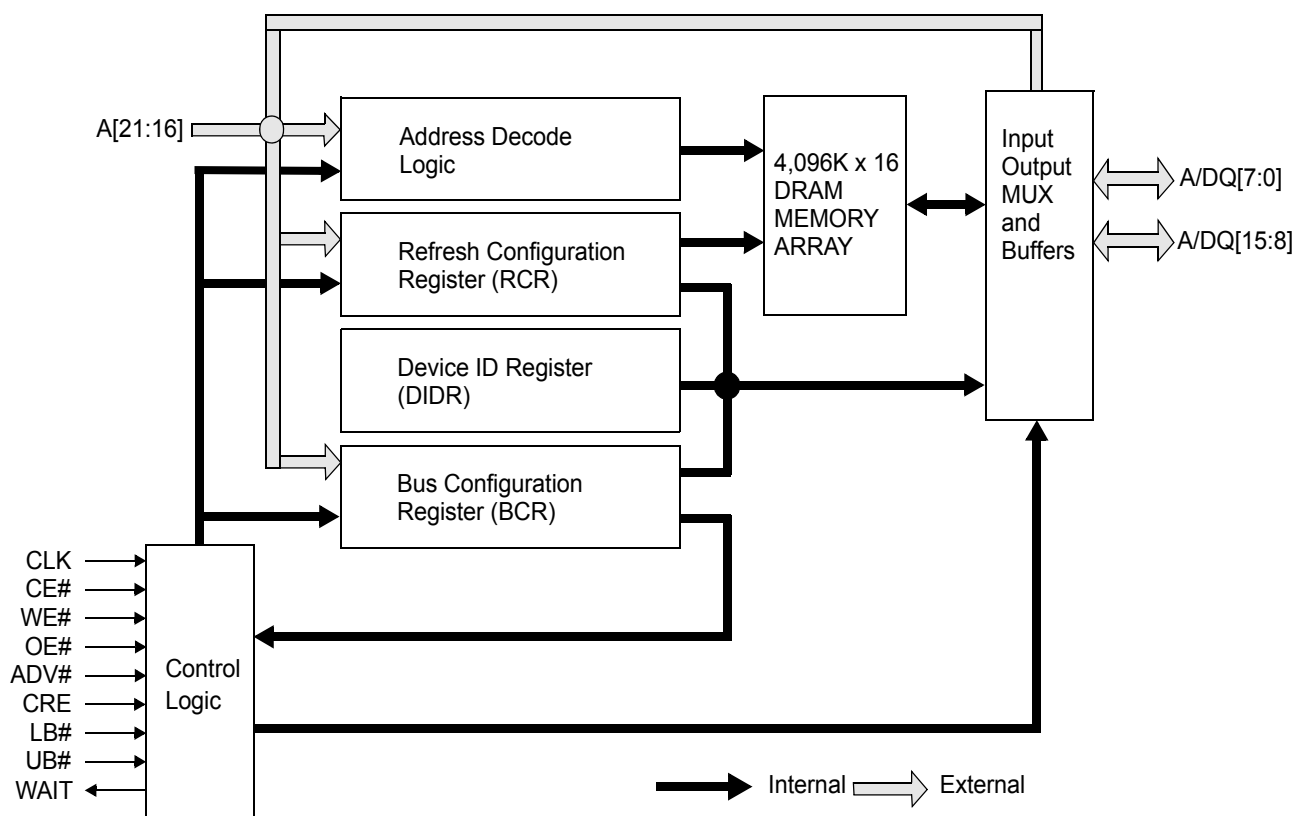 A[21:16]
Address Decode
Logic
Refresh Configuration
Register (RCR)
Device ID Register
(DIDR)
Bus Configuration
Register (BCR)
4,096K x 16
DRAM
MEMORY
ARRAY
Input
Output
MUX
and
Buffers
A/DQ[7:0]
A/DQ[15:8]
CLK
CE#
WE#
OE#
ADV#
CRE
LB#
UB#
WAIT
Control
Logic
Internal
External